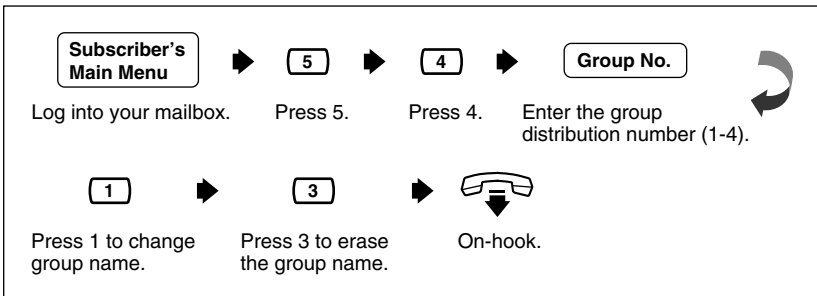 Subscriber's
Main Menu
5
4
Group No.
Log into your mailbox.
Press 5.
Press 4.
Enter the group
distribution number (1-4).
1
3
Press 1 to change
group name.
Press 3 to erase
the group name.
On-hook.